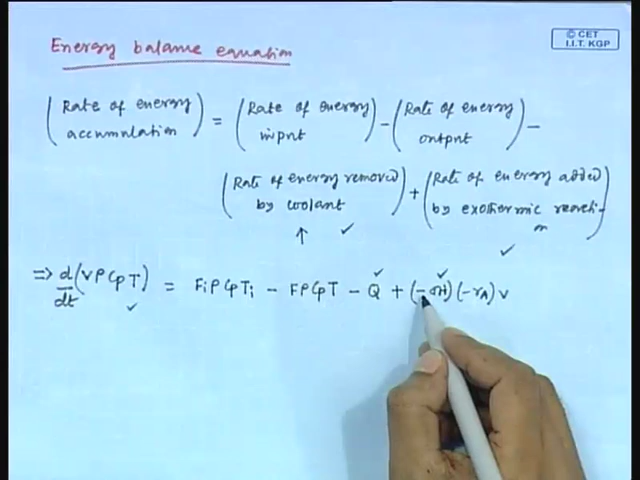 © CET
I.I.T. KGP
Energy balance equation
(Rate of energy accumulation) = (Rate of energy input) - (Rate of energy output) -
(Rate of energy removed by coolant) + (Rate of energy added by exothermic reaction)
⇒ d/dt (VρCpT) = FiρCpTi - FρCpT - Q + (-ΔH)(-rA)V